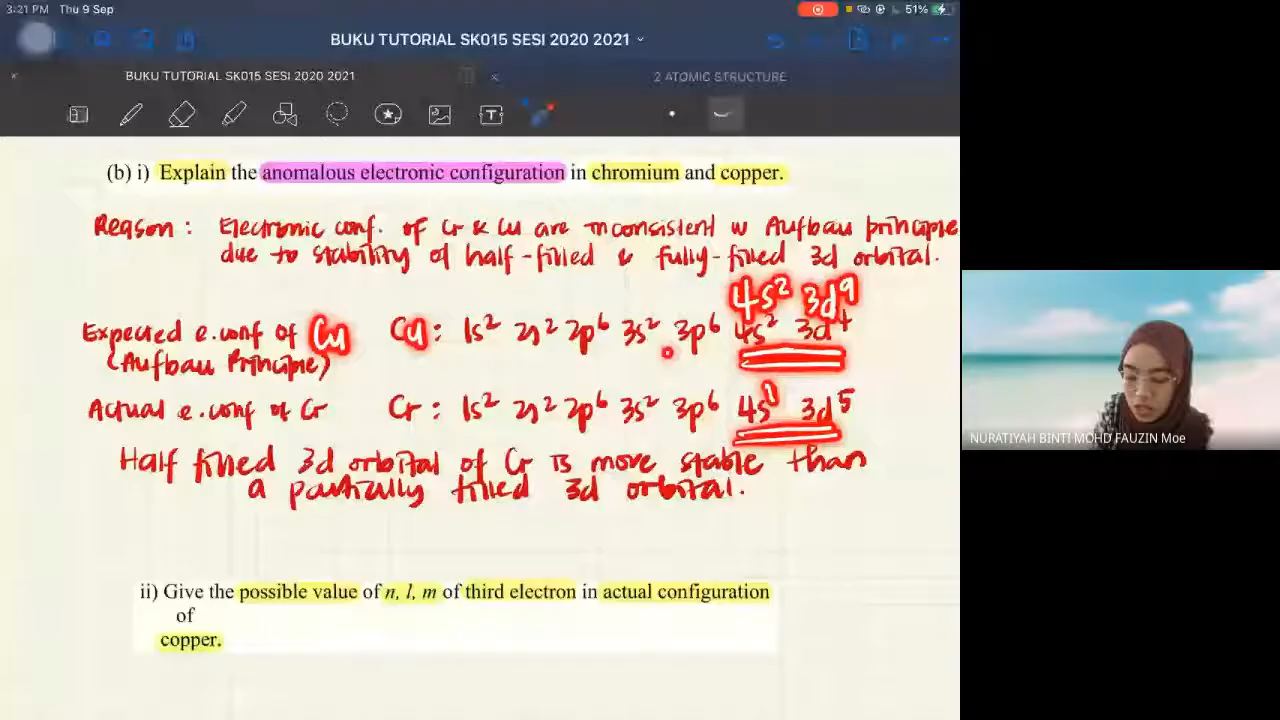 3:21 PM Thu 9 Sep
51%
BUKU TUTORIAL SK015 SESI 2020 2021
BUKU TUTORIAL SK015 SESI 2020 2021
2 ATOMIC STRUCTURE
(b) i) Explain the anomalous electronic configuration in chromium and copper.
Reason : Electronic conf. of Cr & Cu are inconsistent w Aufbau principle
due to stability of half-filled & fully-filled 3d orbital.
4s² 3d⁹
Expected e.conf of Cu Cu : 1s² 2s² 2p⁶ 3s² 3p⁶ 4s² 3d⁴
(Aufbau Principle)
Actual e.conf of Cr Cr : 1s² 2s² 2p⁶ 3s² 3p⁶ 4s¹ 3d⁵
Half filled 3d orbital of Cr is more stable than
a partially filled 3d orbital.
ii) Give the possible value of n, l, m of third electron in actual configuration
of
copper.
NURATIYAH BINTI MOHD FAUZIN Moe